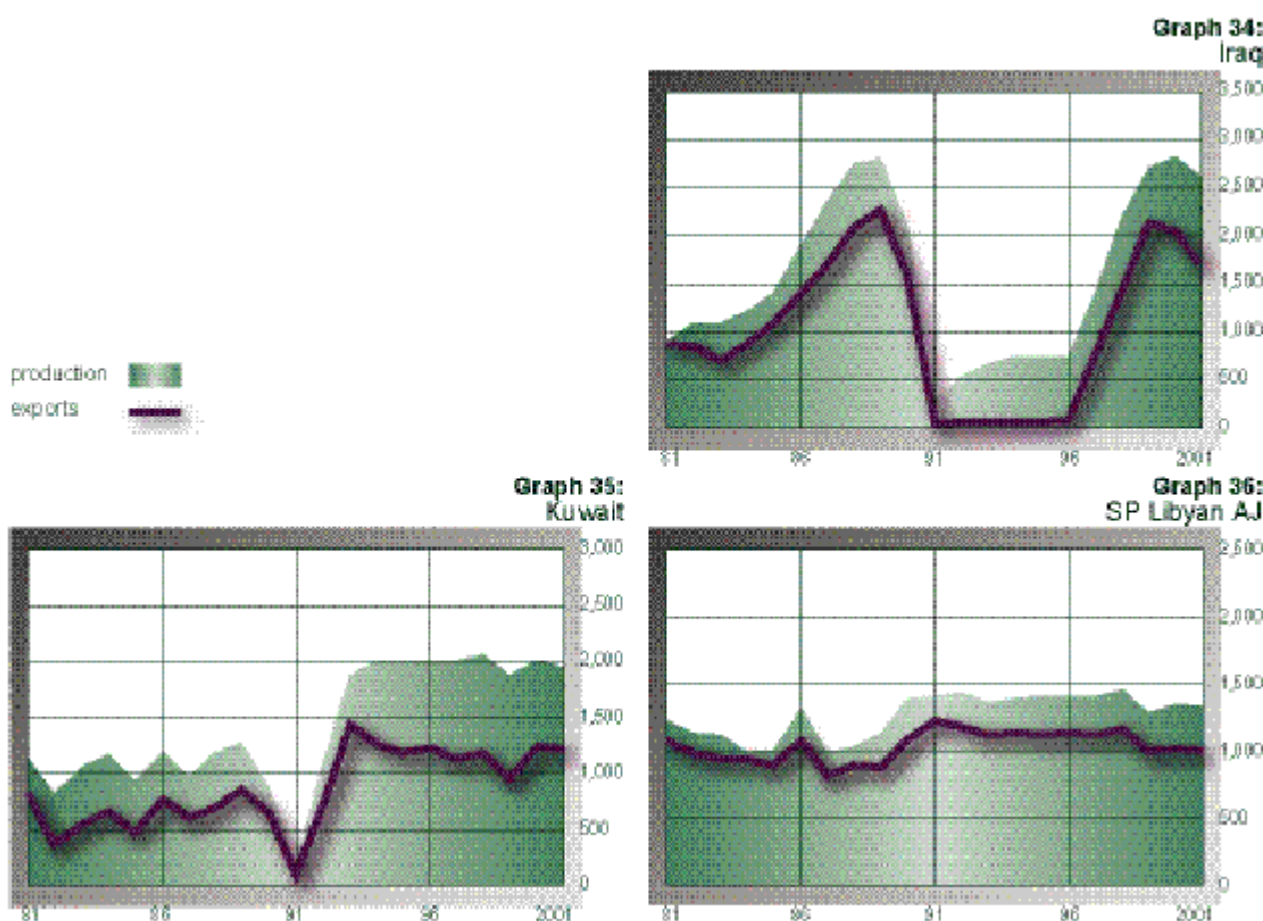 Graph 34:
Iraq
3,500
3,000
2,500
2,000
1,500
1,000
500
0
81 86 91 96 2001
production
exports
Graph 35:
Kuwait
3,000
2,500
2,000
1,500
1,000
500
0
81 86 91 96 2001
Graph 36:
SP Libyan AJ
2,500
2,000
1,500
1,000
500
0
81 86 91 96 2001